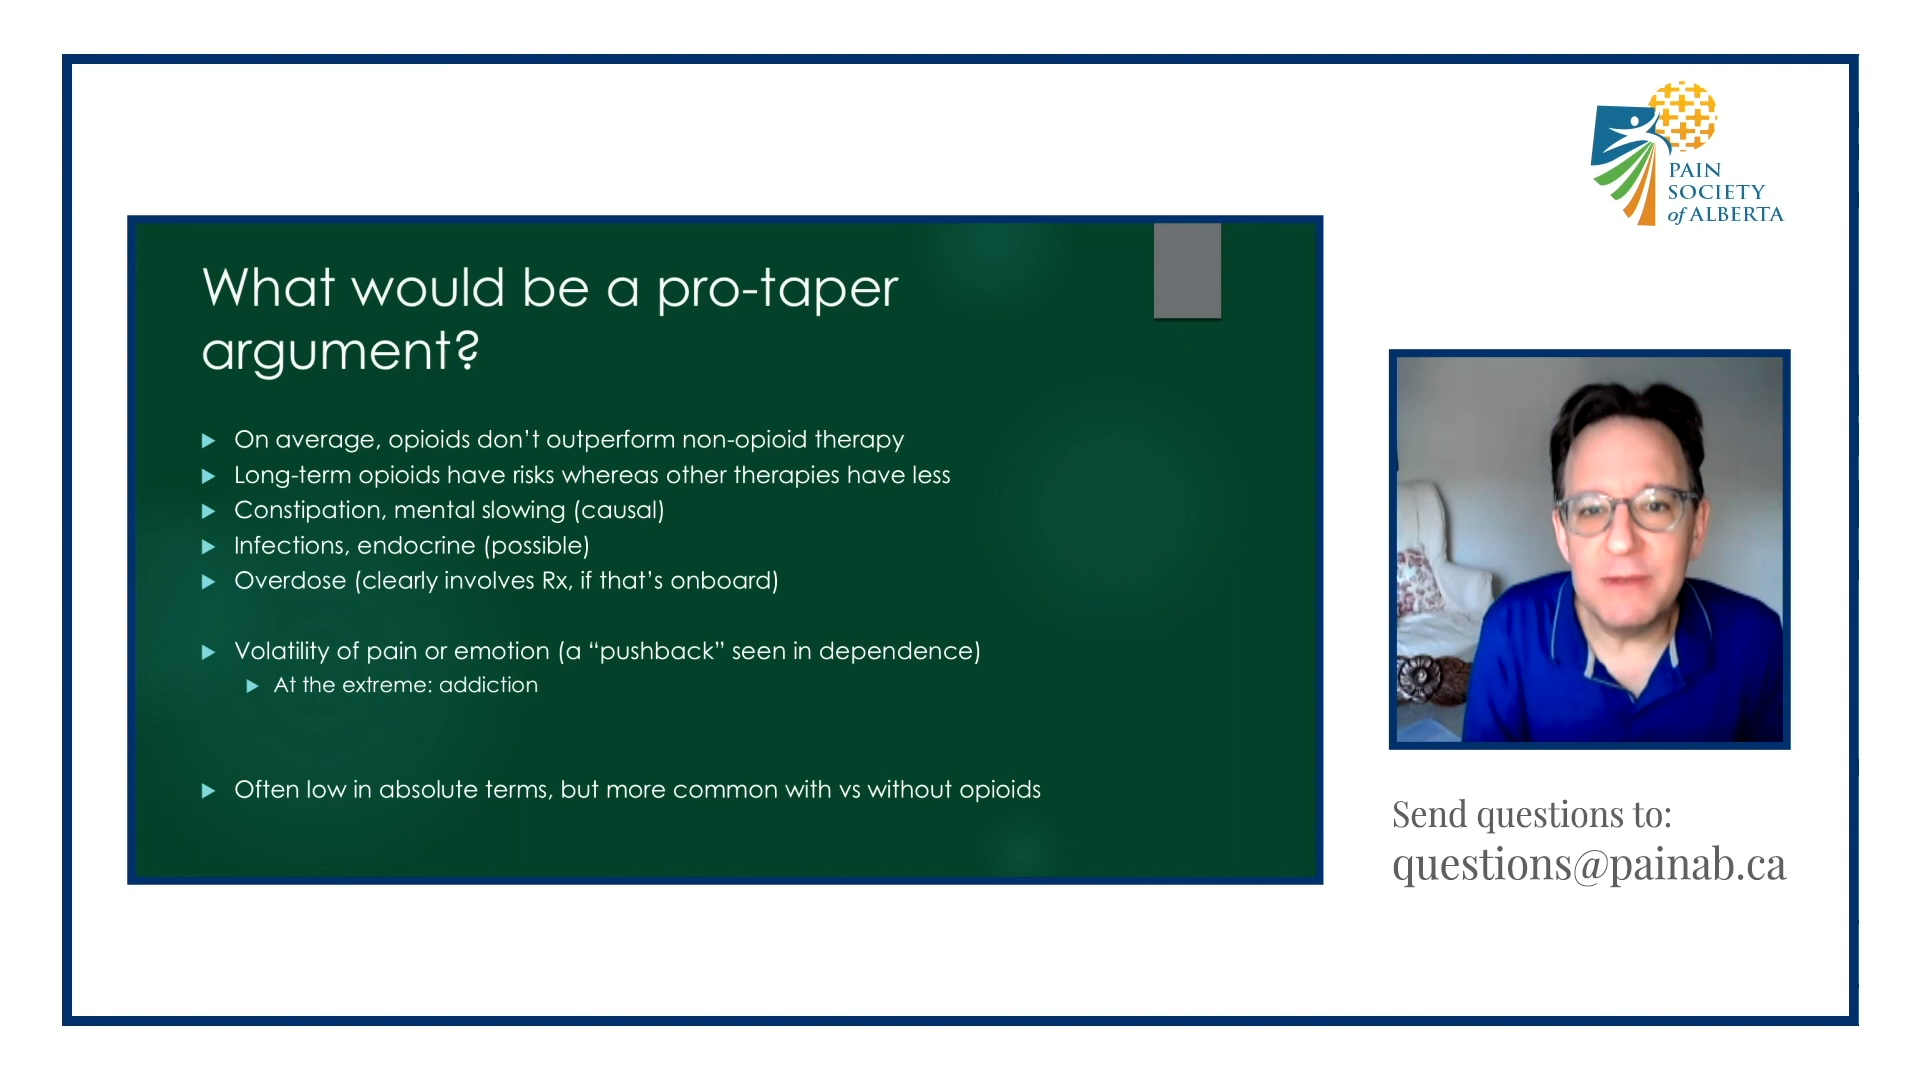 PAIN
SOCIETY
of ALBERTA
What would be a pro-taper
argument?
On average, opioids don’t outperform non-opioid therapy
Long-term opioids have risks whereas other therapies have less
Constipation, mental slowing (causal)
Infections, endocrine (possible)
Overdose (clearly involves Rx, if that’s onboard)
Volatility of pain or emotion (a “pushback” seen in dependence)
At the extreme: addiction
Often low in absolute terms, but more common with vs without opioids
Send questions to:
questions@painab.ca